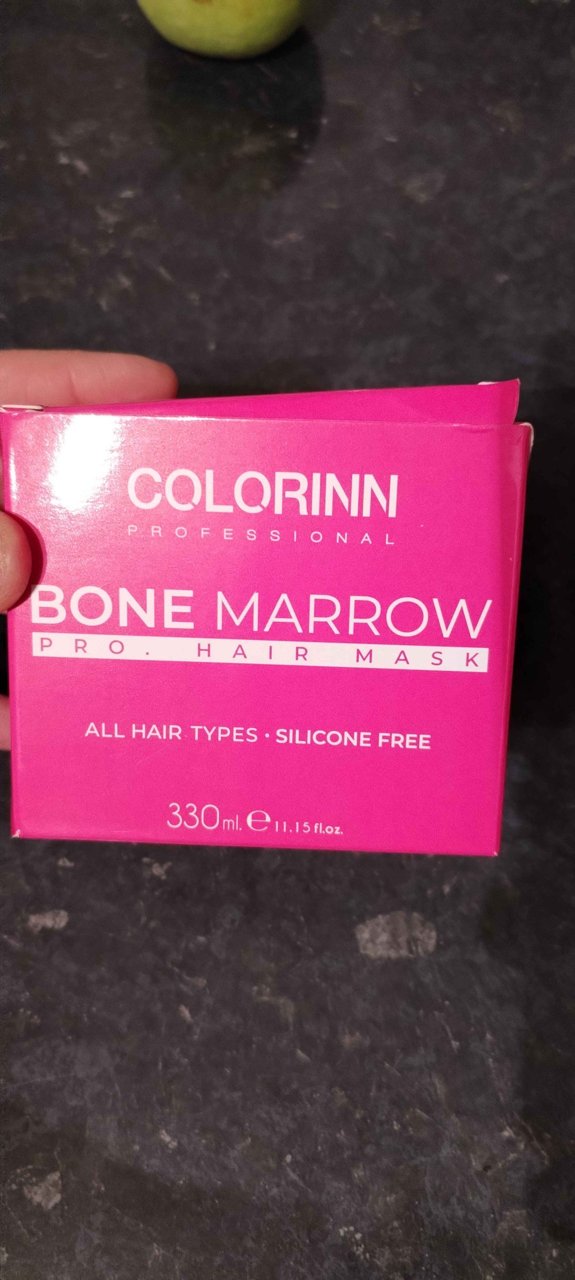 COLORINN
PROFESSIONAL
BONE MARROW
PRO. HAIR MASK
ALL HAIR TYPES • SILICONE FREE
330ml. ℮ 11.15 fl.oz.